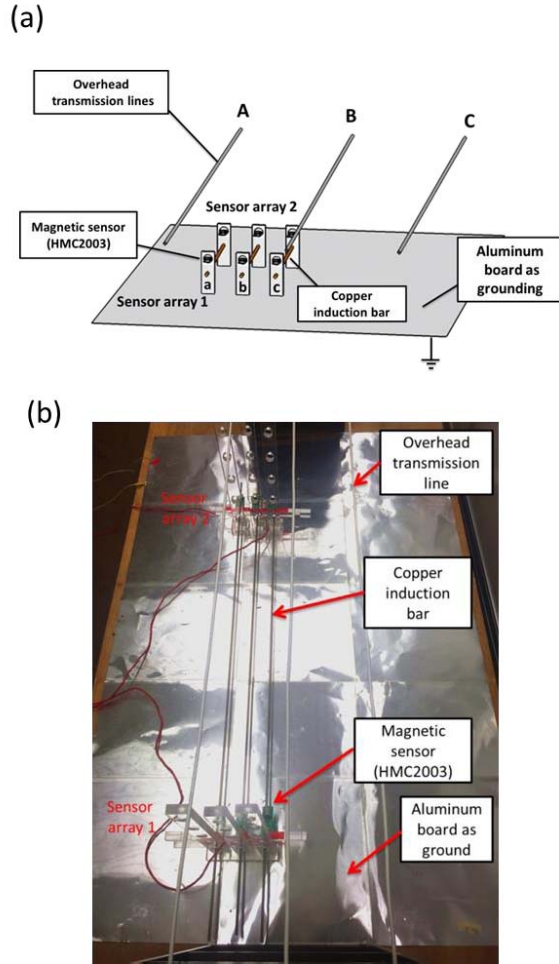 (a)
Overhead
transmission lines
A
B
C
Sensor array 2
Magnetic sensor
(HMC2003)
a
b
c
Sensor array 1
Copper
induction bar
Aluminum
board as
grounding
(b)
Overhead
transmission
line
Sensor
array 2
Copper
induction
bar
Magnetic
sensor
(HMC2003)
Sensor
array 1
Aluminum
board as
ground